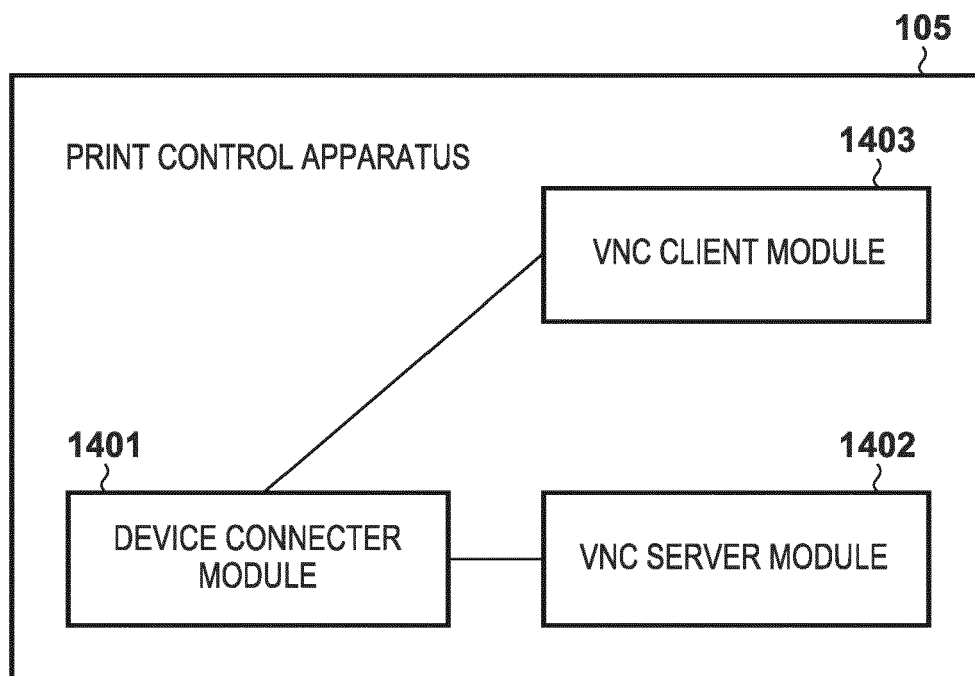 105
PRINT CONTROL APPARATUS
1403
VNC CLIENT MODULE
1401
1402
DEVICE CONNECTER
MODULE
VNC SERVER MODULE